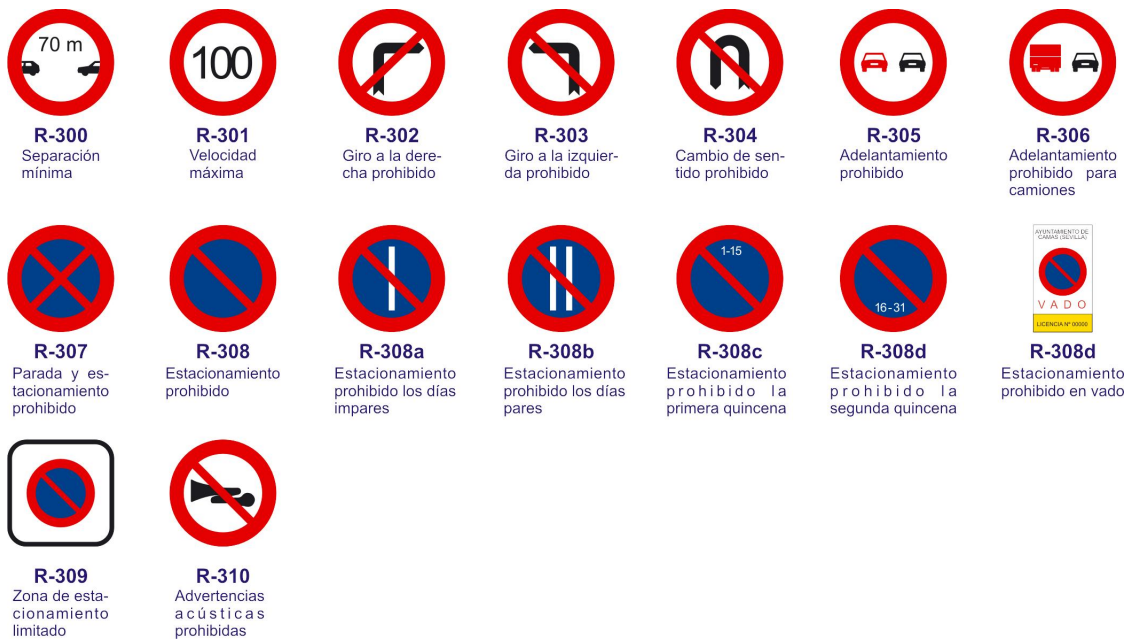 70 m
100
R-300
Separación
mínima
R-301
Velocidad
máxima
R-302
Giro a la dere-
cha prohibido
R-303
Giro a la izquier-
da prohibido
R-304
Cambio de sen-
tido prohibido
R-305
Adelantamiento
prohibido
R-306
Adelantamiento
prohibido para
camiones
1-15
16-31
AYUNTAMIENTO DE
CAMAS (SEVILLA)
VADO
LICENCIA Nº 00000
R-307
Parada y es-
tacionamiento
prohibido
R-308
Estacionamiento
prohibido
R-308a
Estacionamiento
prohibido los días
impares
R-308b
Estacionamiento
prohibido los días
pares
R-308c
Estacionamiento
prohibido la
primera quincena
R-308d
Estacionamiento
prohibido la
segunda quincena
R-308d
Estacionamiento
prohibido en vado
R-309
Zona de esta-
cionamiento
limitado
R-310
Advertencias
acústicas
prohibidas